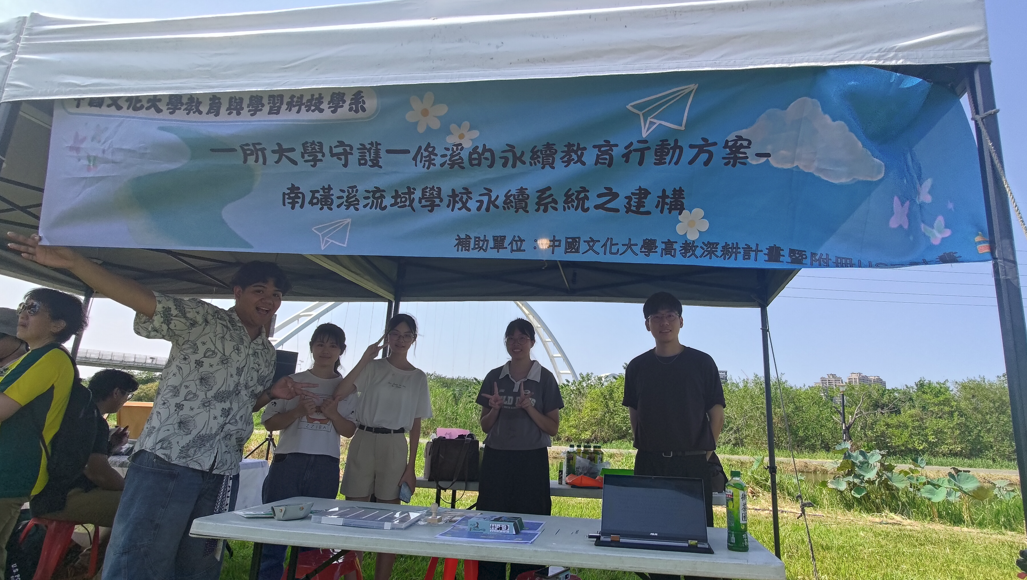 中國文化大學教育與學習科技學系
一所大學守護一條溪的永續教育行動方案-
南磺溪流域學校永續系統之建構
補助單位：中國文化大學高教深耕計畫暨附冊